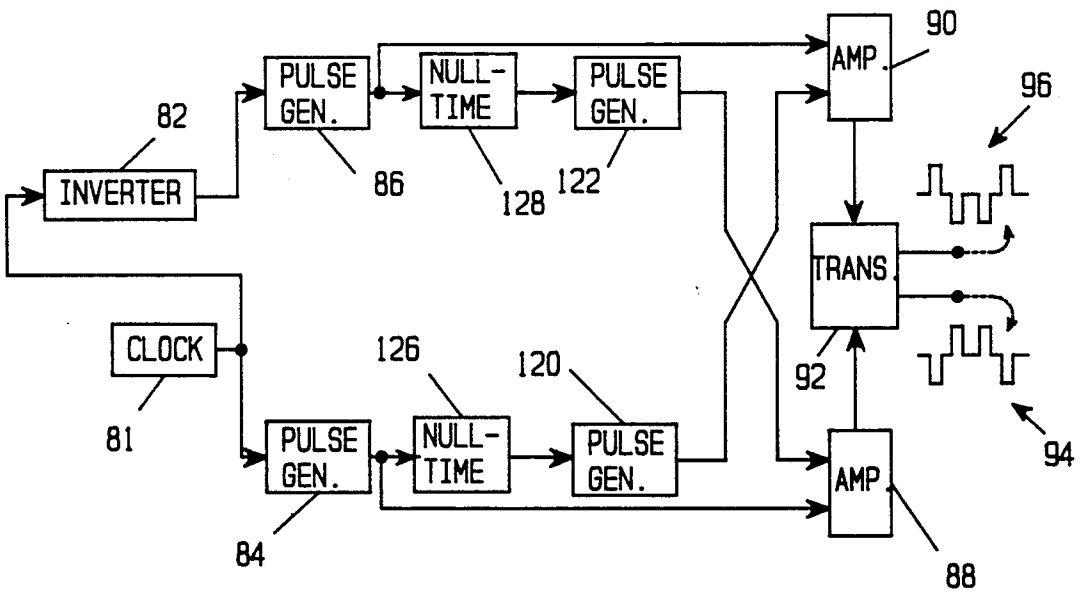 90
PULSE
GEN.
NULL-
TIME
PULSE
GEN.
AMP.
96
82
86
128
122
INVERTER
TRANS.
CLOCK
126
120
92
81
PULSE
GEN.
NULL-
TIME
PULSE
GEN.
AMP.
94
84
88